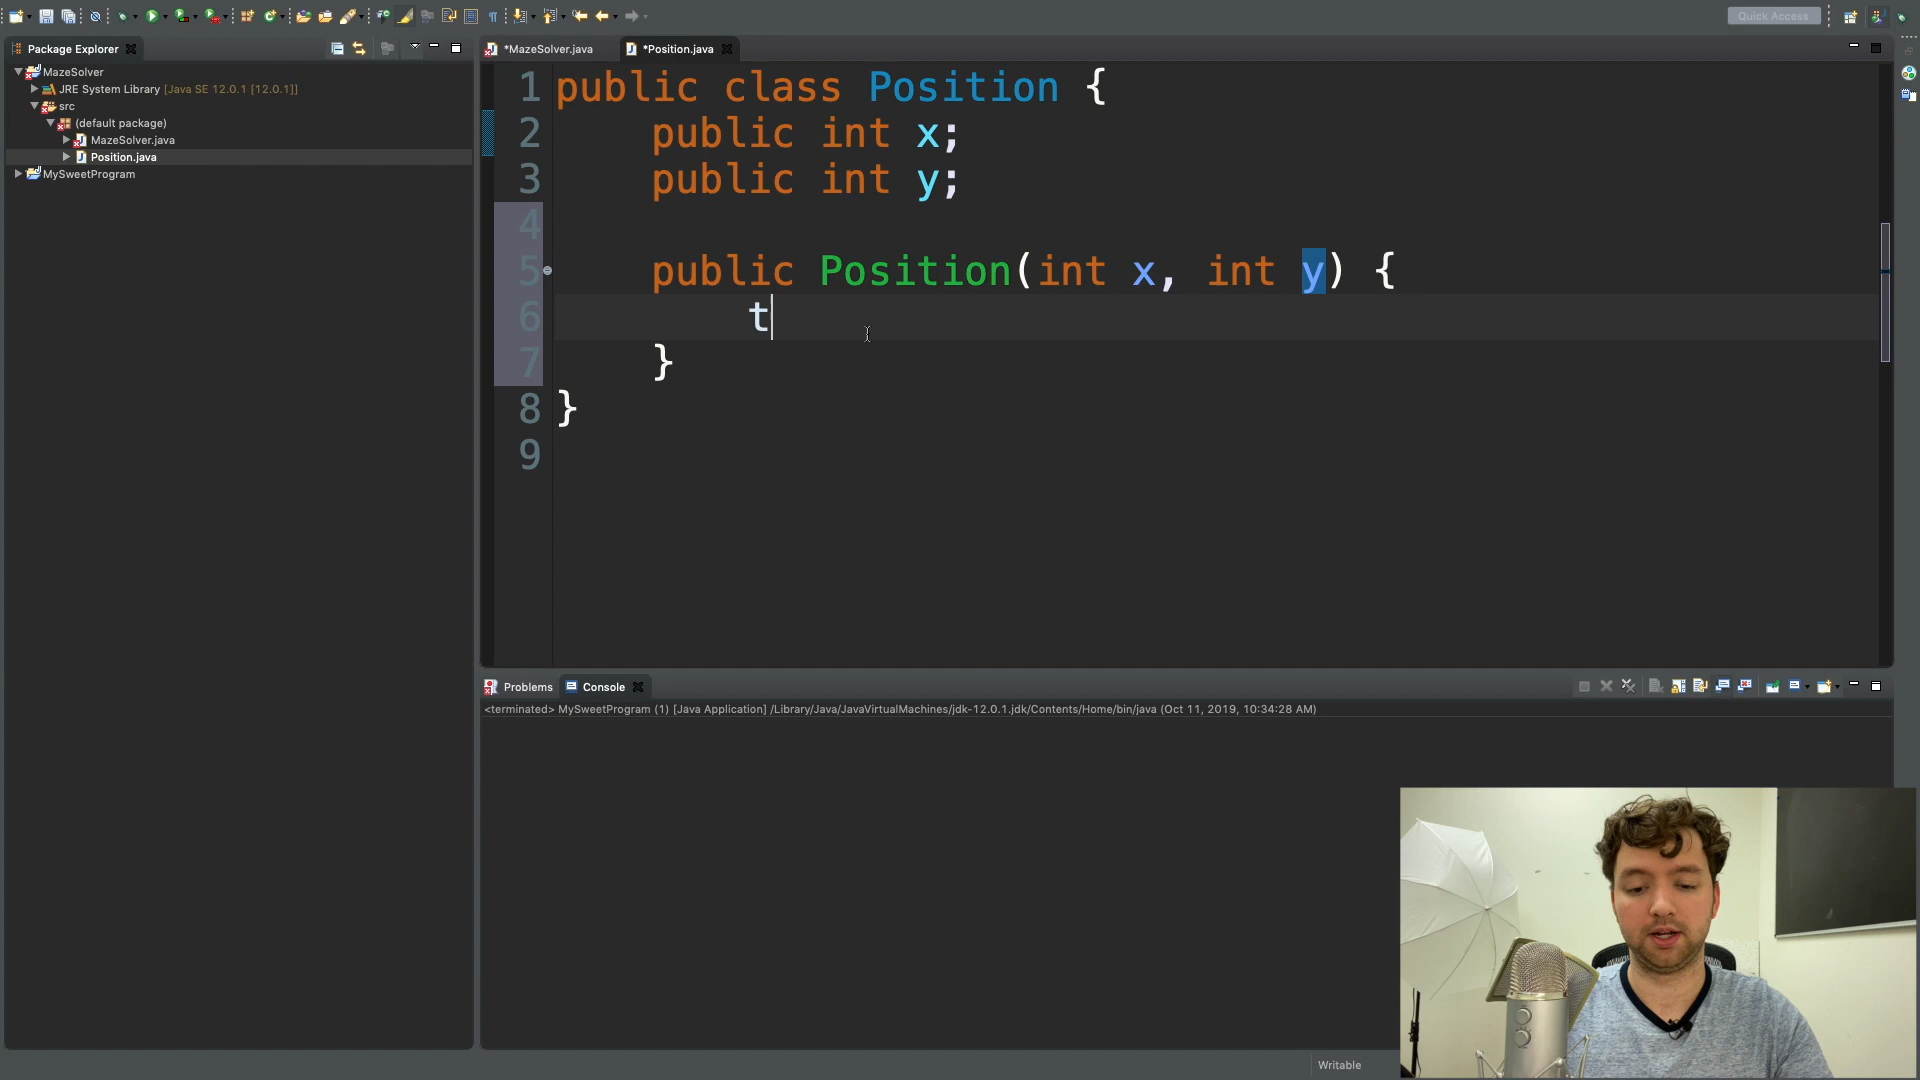 Quick Access
Package Explorer
*MazeSolver.java
*Position.java
MazeSolver
JRE System Library [Java SE 12.0.1 [12.0.1]]
src
(default package)
MazeSolver.java
Position.java
MySweetProgram
1 public class Position {
2 public int x;
3 public int y;
4
5 public Position(int x, int y) {
6 t
7 }
8 }
9
Problems
Console
<terminated> MySweetProgram (1) [Java Application] /Library/Java/JavaVirtualMachines/jdk-12.0.1.jdk/Contents/Home/bin/java (Oct 11, 2019, 10:34:28 AM)
Writable